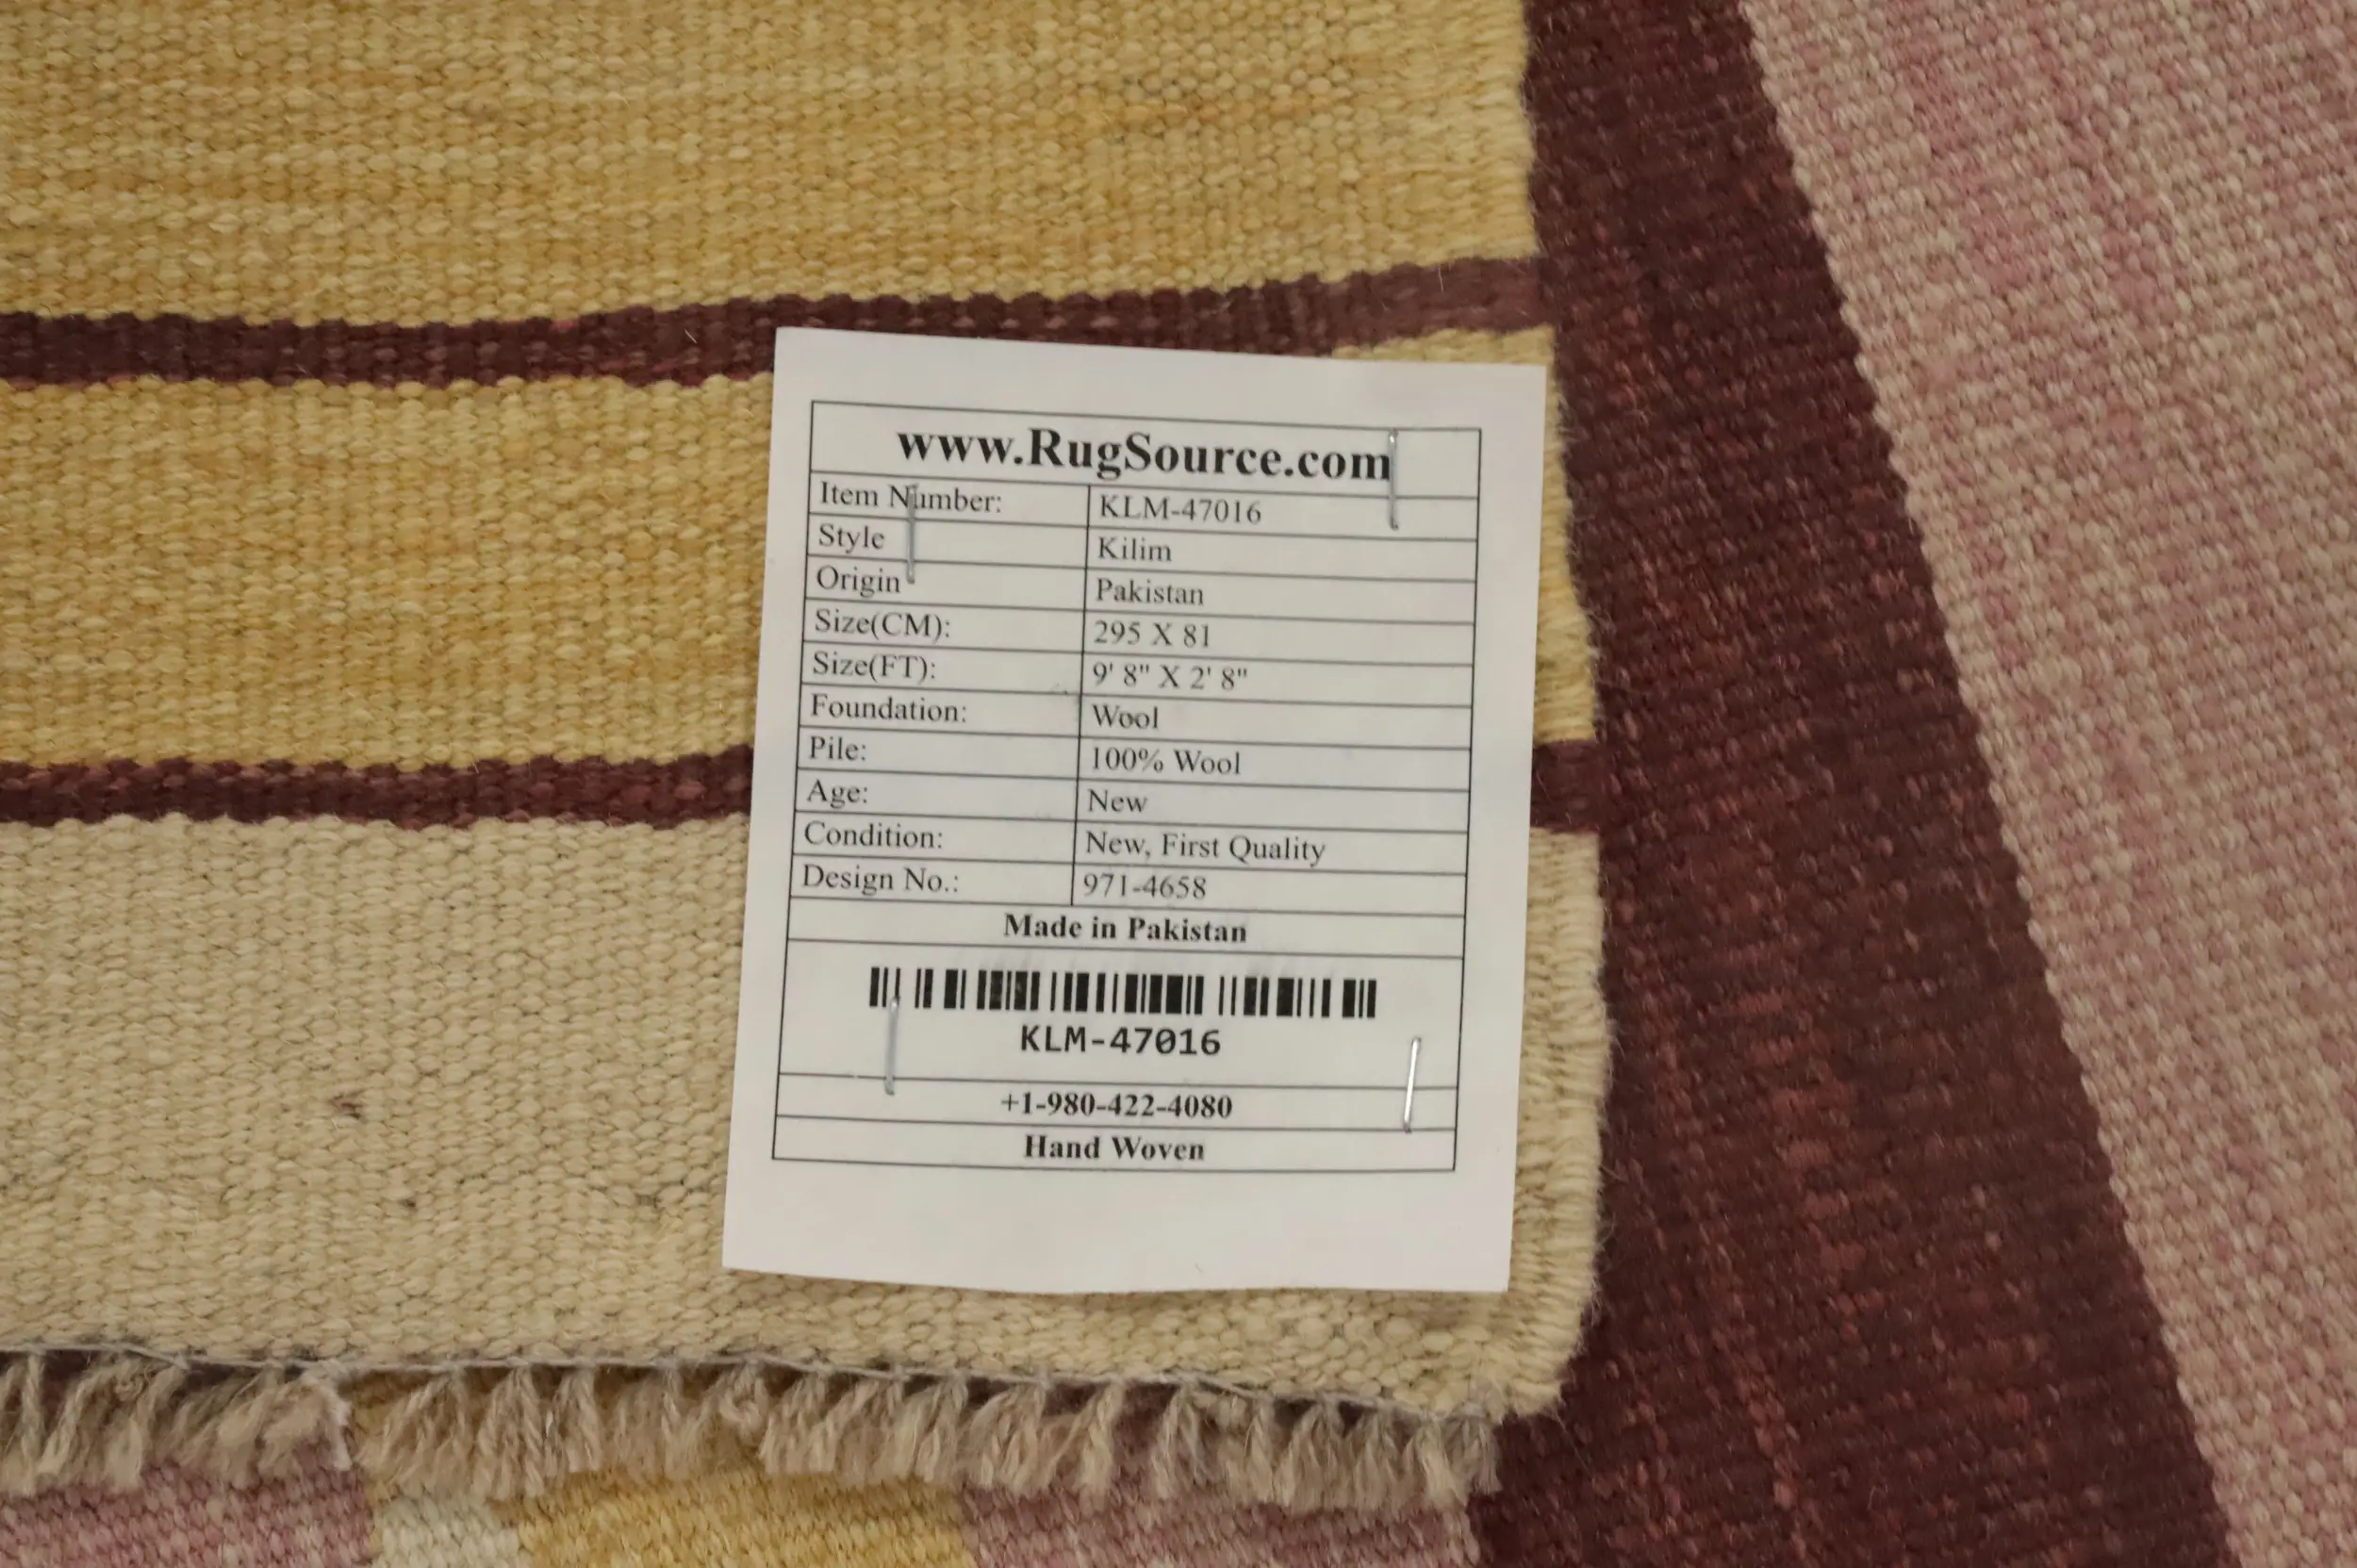 www.RugSource.com
Item Number: KLM-47016
Style Kilim
Origin Pakistan
Size(CM): 295 X 81
Size(FT): 9' 8" X 2' 8"
Foundation: Wool
Pile: 100% Wool
Age: New
Condition: New, First Quality
Design No.: 971-4658
Made in Pakistan
KLM-47016
+1-980-422-4080
Hand Woven